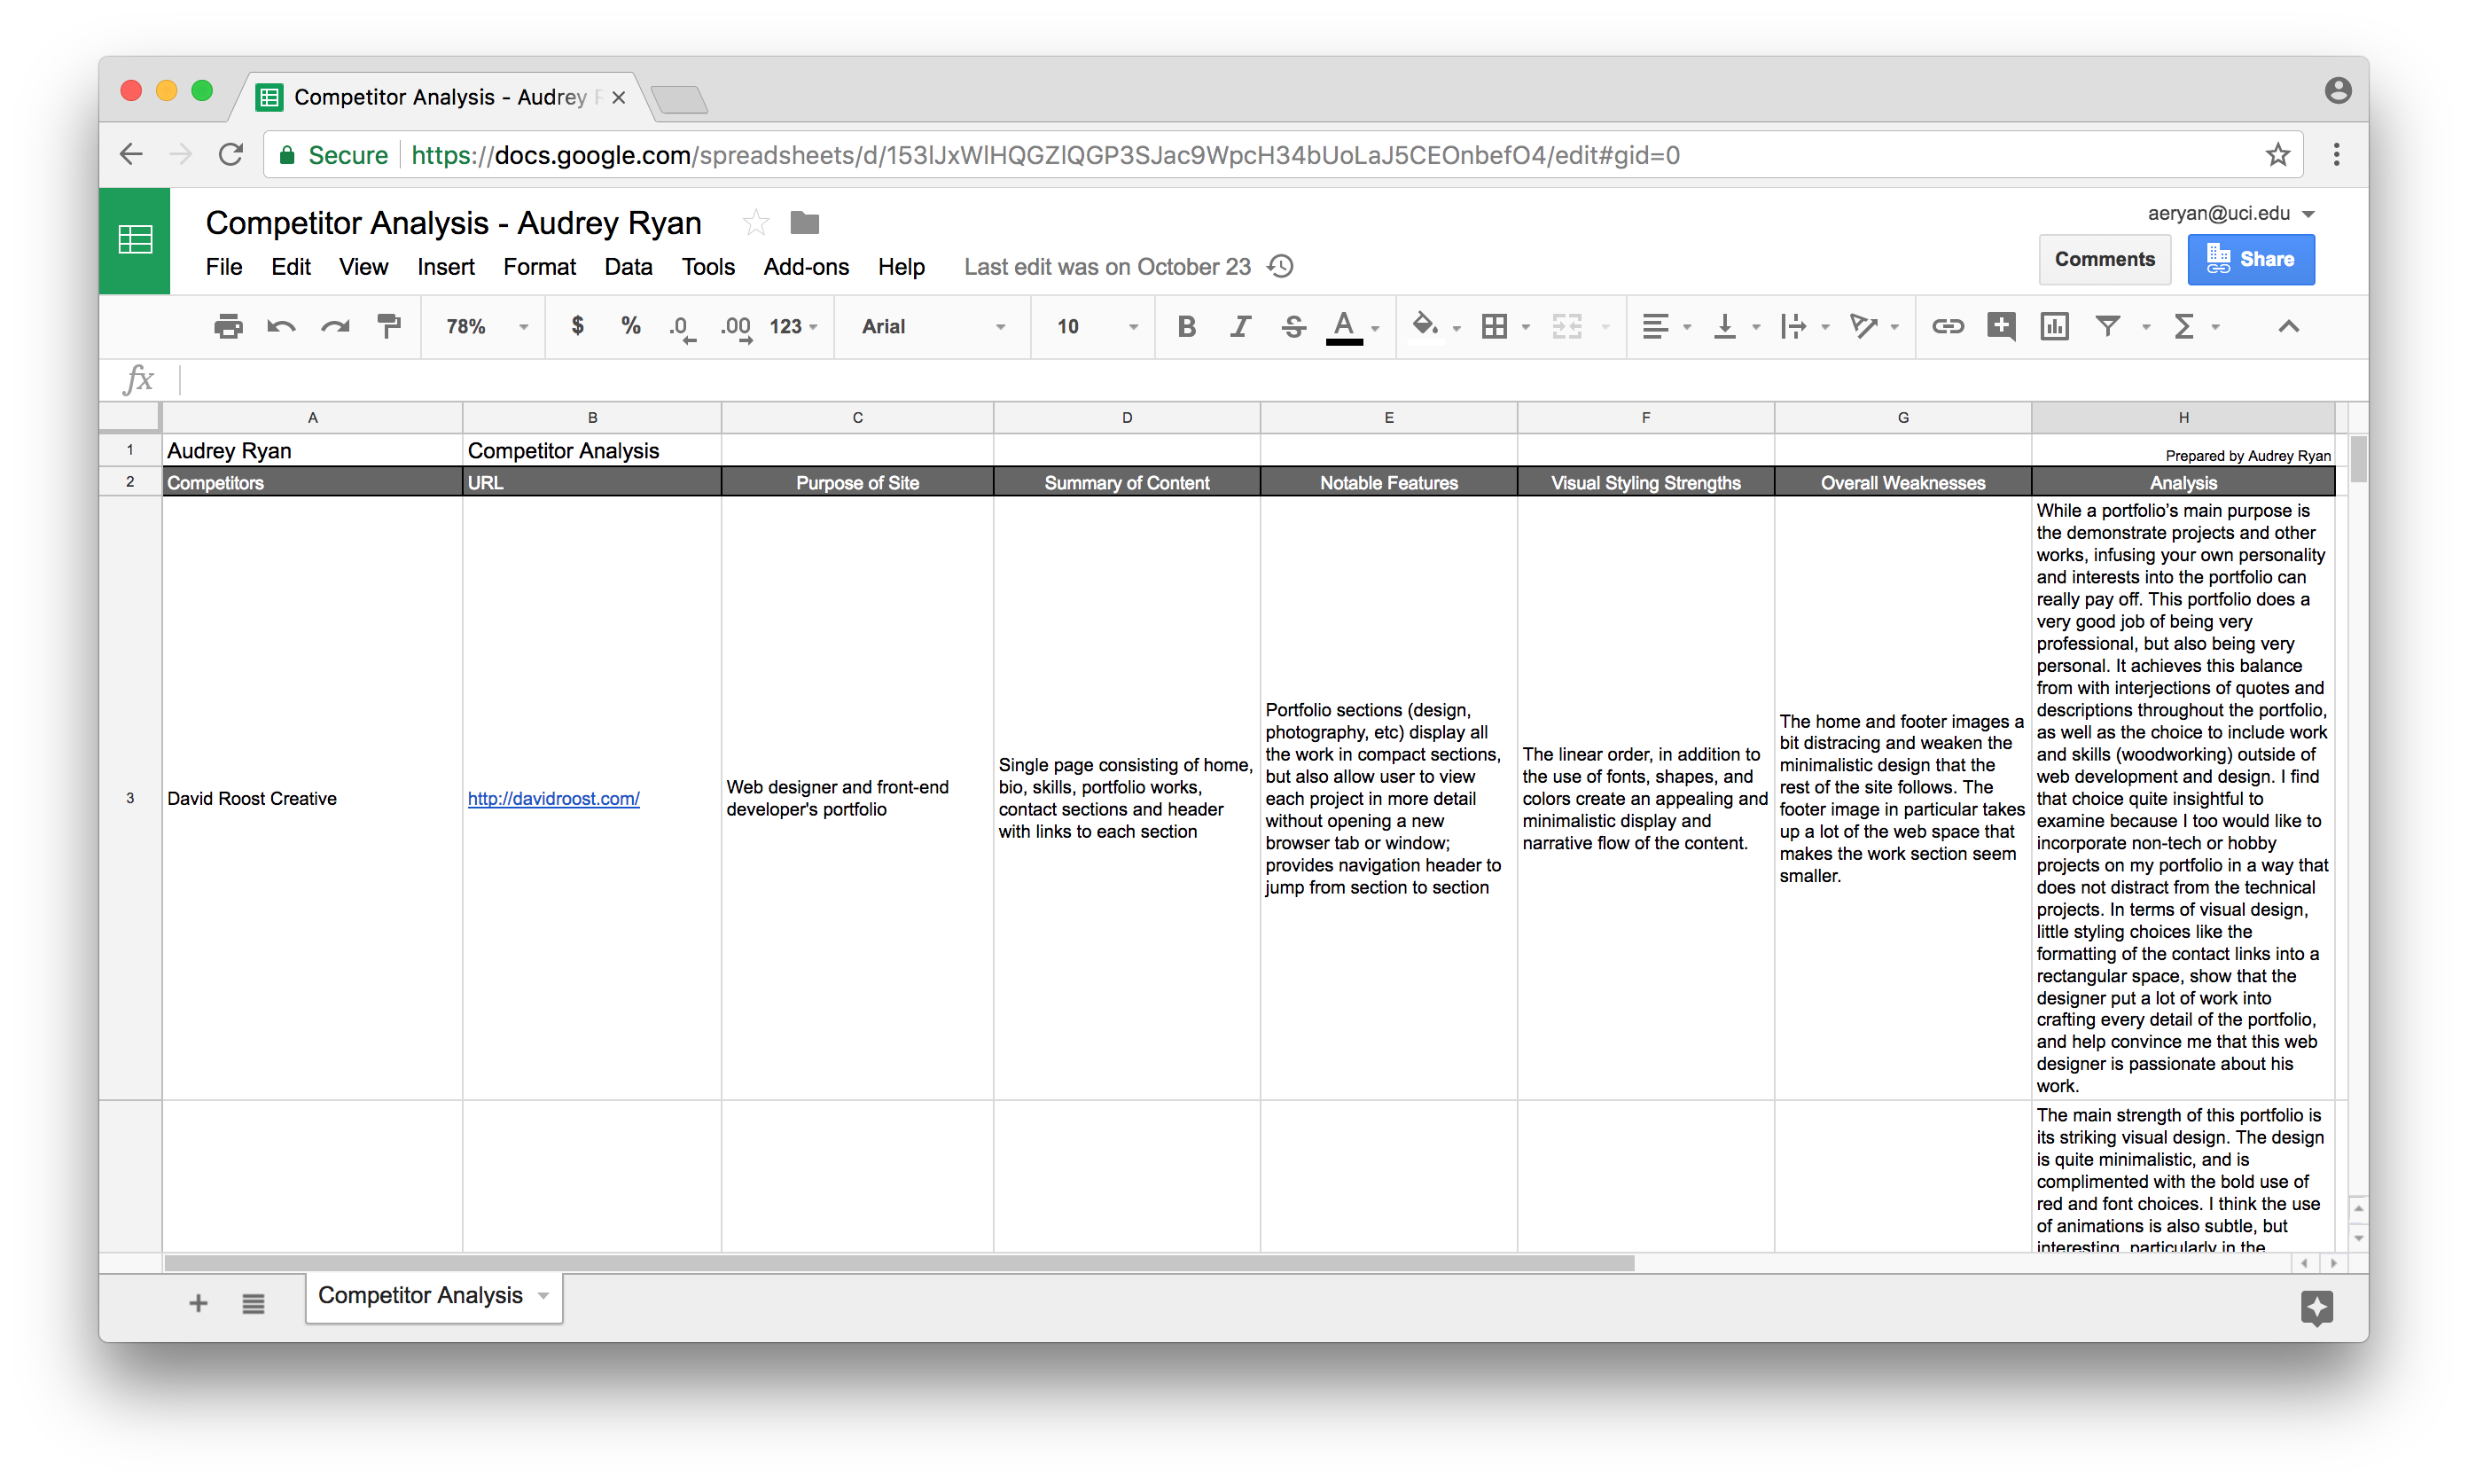 Competitor Analysis - Audrey R
Secure https://docs.google.com/spreadsheets/d/153lJxWlHQGZlQGP3SJac9WpcH34bUoLaJ5CEOnbefO4/edit#gid=0
Competitor Analysis - Audrey Ryan
aeryan@uci.edu
File Edit View Insert Format Data Tools Add-ons Help Last edit was on October 23
Comments Share
78% $ % .0 .00 123 Arial 10 B I S A
fx
A B C D E F G H
1 Audrey Ryan Competitor Analysis Prepared by Audrey Ryan
2 Competitors URL Purpose of Site Summary of Content Notable Features Visual Styling Strengths Overall Weaknesses Analysis
3
David Roost Creative
http://davidroost.com/
Web designer and front-end
developer's portfolio
Single page consisting of home,
bio, skills, portfolio works,
contact sections and header
with links to each section
Portfolio sections (design,
photography, etc) display all
the work in compact sections,
but also allow user to view
each project in more detail
without opening a new
browser tab or window;
provides navigation header to
jump from section to section
The linear order, in addition to
the use of fonts, shapes, and
colors create an appealing and
minimalistic display and
narrative flow of the content.
The home and footer images a
bit distracing and weaken the
minimalistic design that the
rest of the site follows. The
footer image in particular takes
up a lot of the web space that
makes the work section seem
smaller.
While a portfolio's main purpose is
the demonstrate projects and other
works, infusing your own personality
and interests into the portfolio can
really pay off. This portfolio does a
very good job of being very
professional, but also being very
personal. It achieves this balance
from with interjections of quotes and
descriptions throughout the portfolio,
as well as the choice to include work
and skills (woodworking) outside of
web development and design. I find
that choice quite insightful to
examine because I too would like to
incorporate non-tech or hobby
projects on my portfolio in a way that
does not distract from the technical
projects. In terms of visual design,
little styling choices like the
formatting of the contact links into a
rectangular space, show that the
designer put a lot of work into
crafting every detail of the portfolio,
and help convince me that this web
designer is passionate about his
work.
The main strength of this portfolio is
its striking visual design. The design
is quite minimalistic, and is
complimented with the bold use of
red and font choices. I think the use
of animations is also subtle, but
interesting, particularly in the
Competitor Analysis